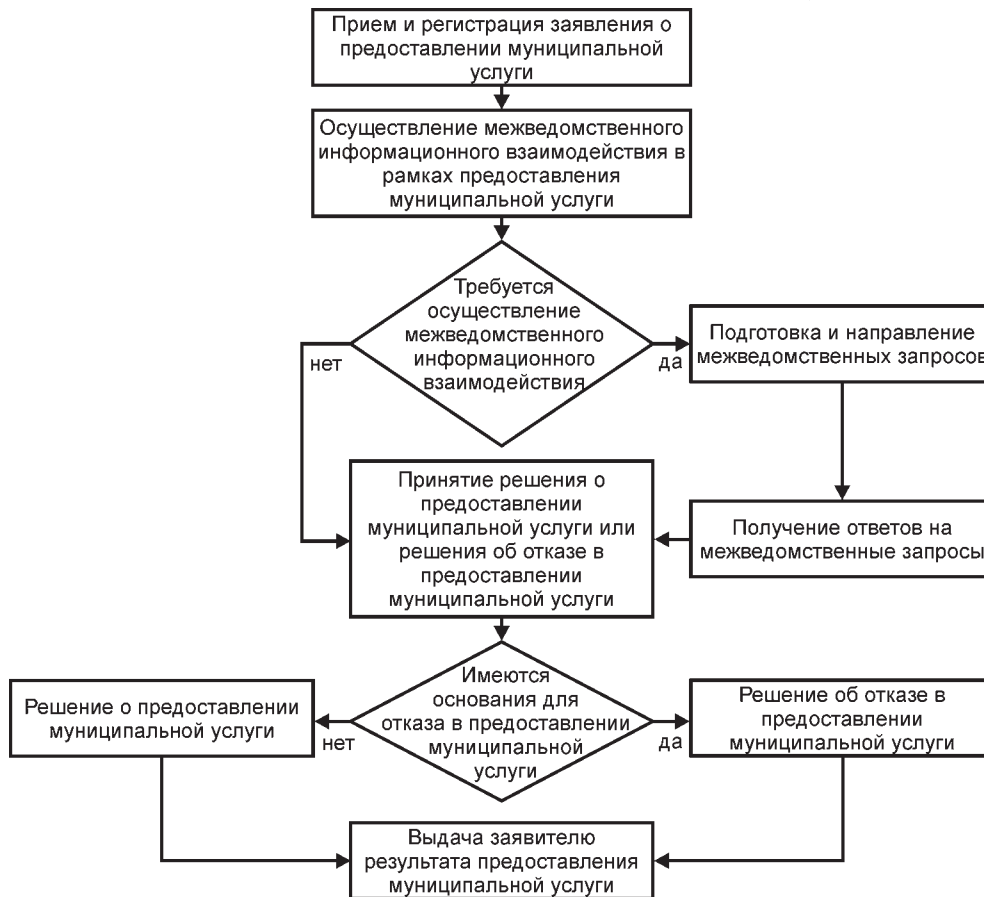 Прием и регистрация заявления о
предоставлении муниципальной
услуги
Осуществление межведомственного
информационного взаимодействия в
рамках предоставления
муниципальной услуги
Требуется
осуществление
межведомственного
информационного
взаимодействия
нет
да
Подготовка и направление
межведомственных запросов
Принятие решения о
предоставлении
муниципальной услуги или
решения об отказе в
предоставлении
муниципальной услуги
Получение ответов на
межведомственные запросы
Имеются
основания для
отказа в предоставлении
муниципальной
услуги
Решение о предоставлении
муниципальной услуги
нет
да
Решение об отказе в
предоставлении
муниципальной услуги
Выдача заявителю
результата предоставления
муниципальной услуги